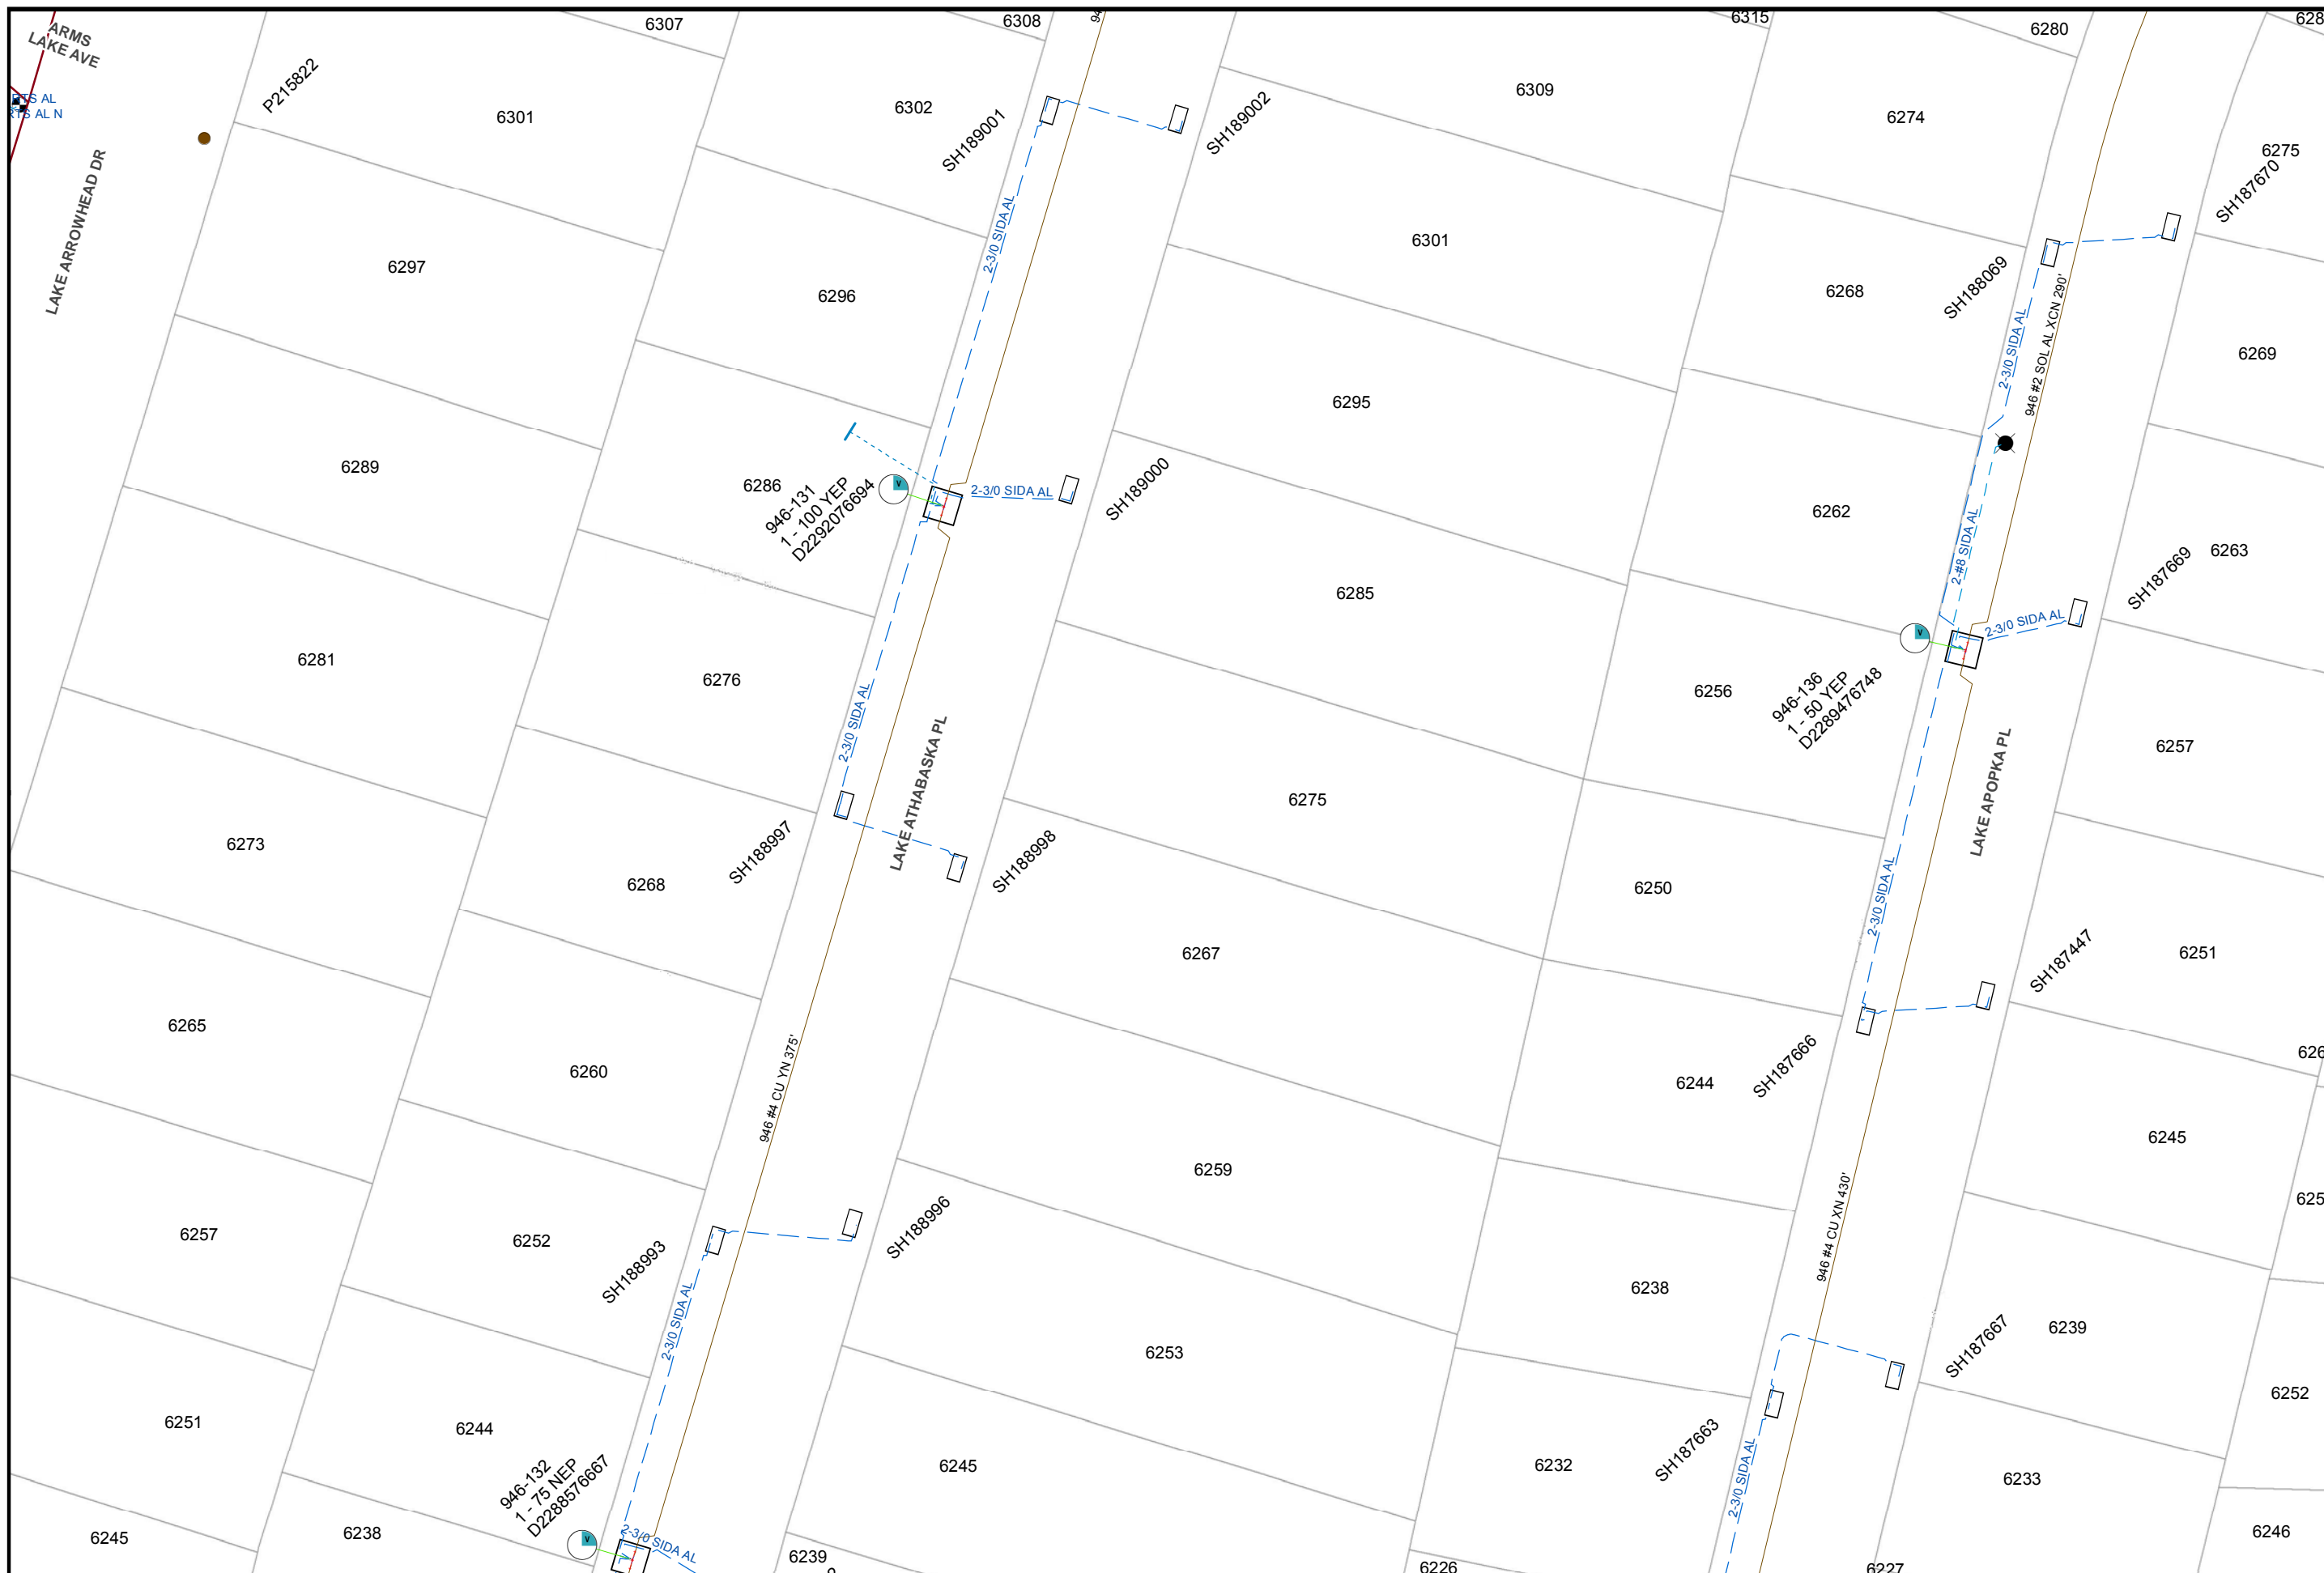 ARMS
LAKE AVE
6307
6308
6315
6280
P215822
6301
6302
6309
6274
6275
SH189001
SH189002
SH187670
RTS AL N
LAKE ARROWHEAD DR
2-3/0 SIDA AL
6297
6296
6301
6268
SH188069
2-3/0 SIDA AL
946 #2 SOL AL XCN 290'
6269
6289
6286
6295
946-131
1 - 100 YEP
D2292076694
V
2-3/0 SIDA AL
SH189000
6262
2-#8 SIDA AL
6263
SH187669
6281
6276
2-3/0 SIDA AL
6285
6256
V
2-3/0 SIDA AL
946-136
1 - 50 YEP
D2289476748
6257
LAKE ATHABASKA PL
LAKE APOPKA PL
6273
6268
SH188997
SH188998
6275
6250
2-3/0 SIDA AL
6251
SH187447
6265
6260
946 #4 CU YN 375'
6267
6244
SH187666
6245
6257
6252
SH188993
SH188996
6259
6238
946 #4 CU XN 430'
6239
SH187667
2-3/0 SIDA AL
6253
6252
6251
6244
946-132
1 - 75 NEP
D2288576667
V
2-3/0 SIDA AL
6245
6232
SH187663
2-3/0 SIDA AL
6233
6246
6245
6238
6239
6226
6227